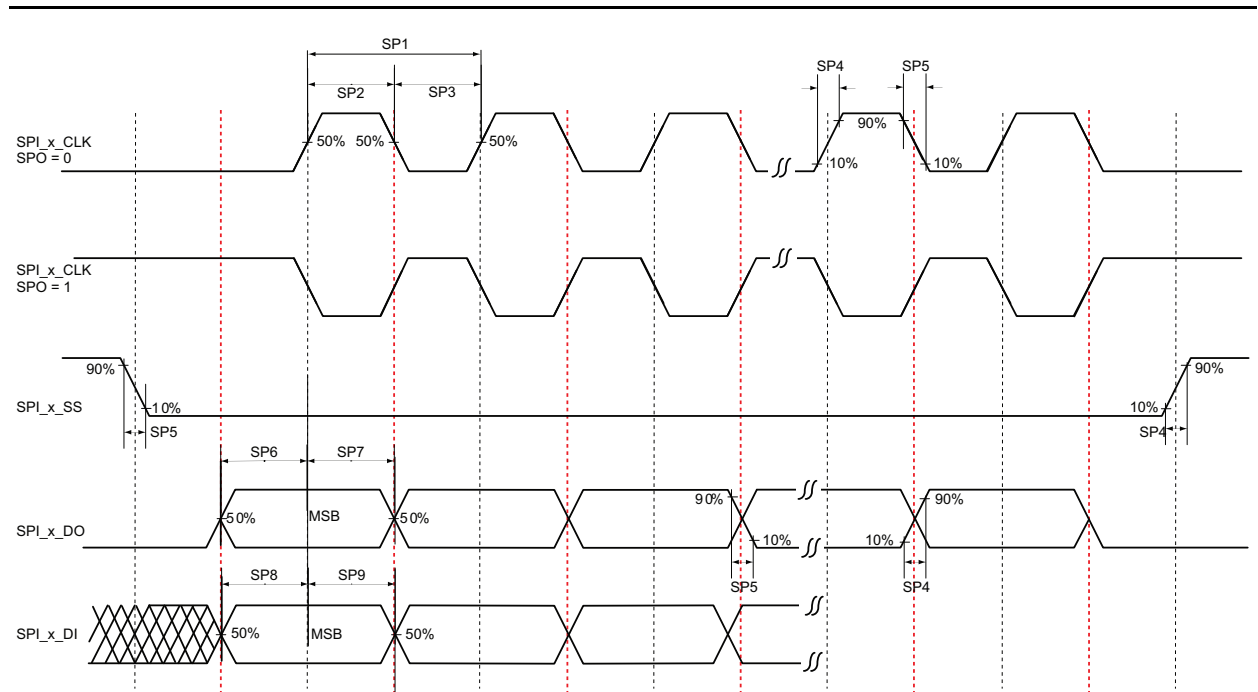 SP1
SP4 SP5
SP2 SP3
SPI_x_CLK
SPO = 0
50% 50% 50%
90%
10% 10%
SPI_x_CLK
SPO = 1
90%
10%
SP5
SPI_x_SS
90%
10%
SP4
SP6 SP7
SPI_x_DO
50% MSB 50%
90%
10%
SP5
90%
10%
SP4
SP8 SP9
SPI_x_DI
50% MSB 50%